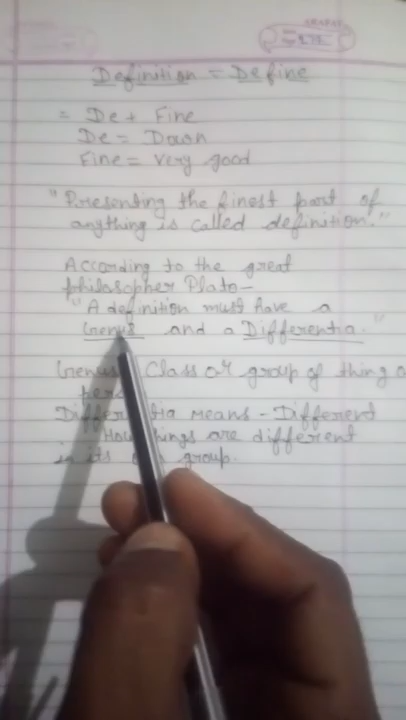 Definition = Define
= De + Fine
De = Down
Fine = very good
"Presenting the finest part of
anything is called definition."
According to the great
philosopher Plato-
"A definition must have a
Genus and a Differentia."
Genus Class or group of thing
Differentia means - Different
How things are different
in its group.